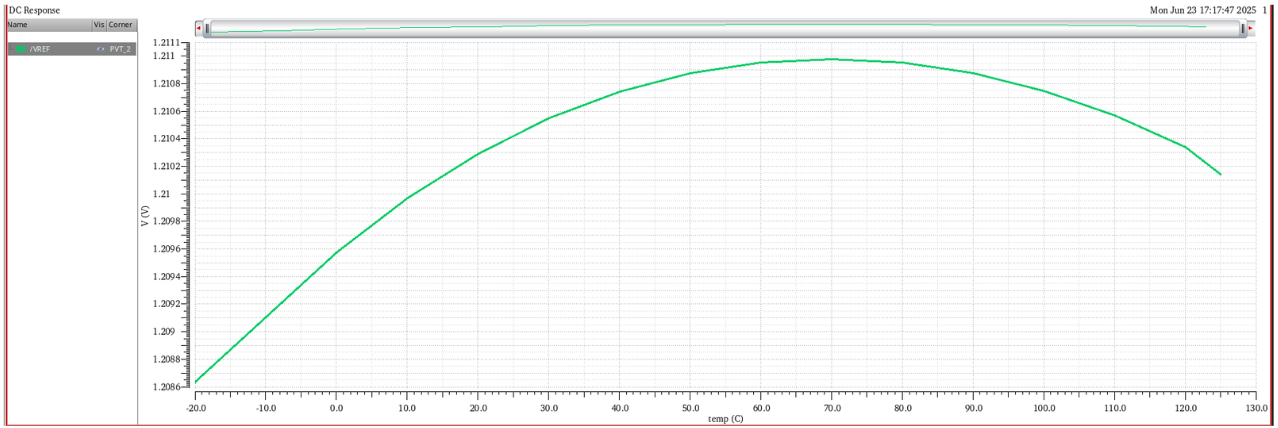 DC Response
Mon Jun 23 17:17:47 2025 1
Name Vis Corner
/VREF PVT_2
1.2111
1.211
1.2108
1.2106
1.2104
1.2102
1.21
1.2098
1.2096
1.2094
1.2092
1.209
1.2088
1.2086
V (V)
-20.0 -10.0 0.0 10.0 20.0 30.0 40.0 50.0 60.0 70.0 80.0 90.0 100.0 110.0 120.0 130.0
temp (C)